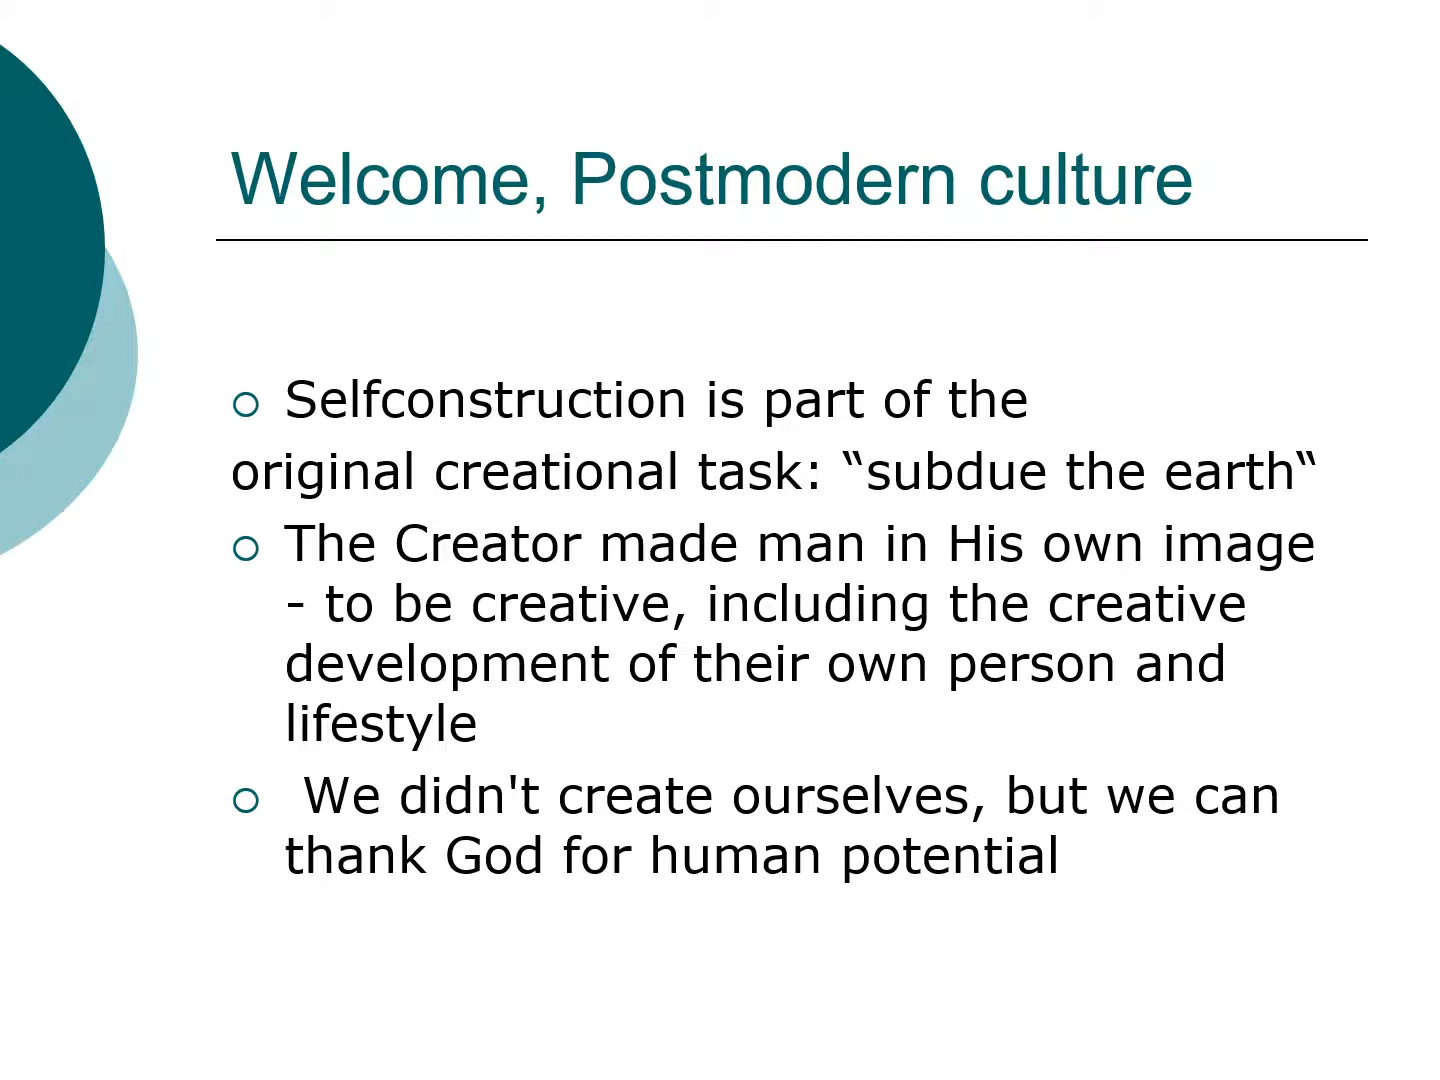 Welcome, Postmodern culture
Selfconstruction is part of the
original creational task: “subdue the earth“
The Creator made man in His own image
- to be creative, including the creative
development of their own person and
lifestyle
We didn't create ourselves, but we can
thank God for human potential